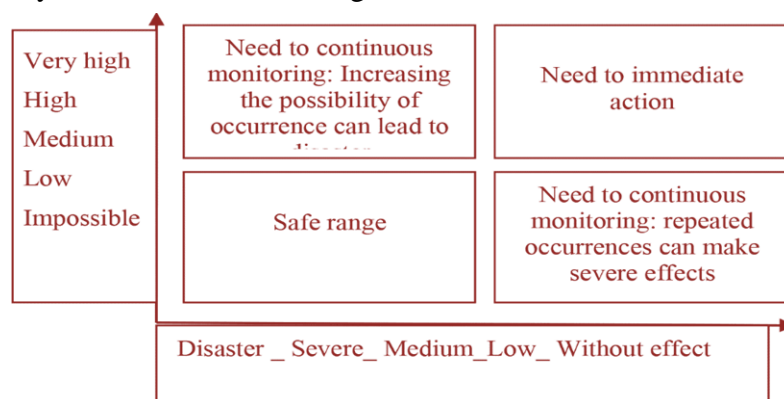 Very high
High
Medium
Low
Impossible
Need to continuous
monitoring: Increasing
the possibility of
occurrence can lead to
disaster
Need to immediate
action
Safe range
Need to continuous
monitoring: repeated
occurrences can make
severe effects
Disaster _ Severe_ Medium_Low_ Without effect